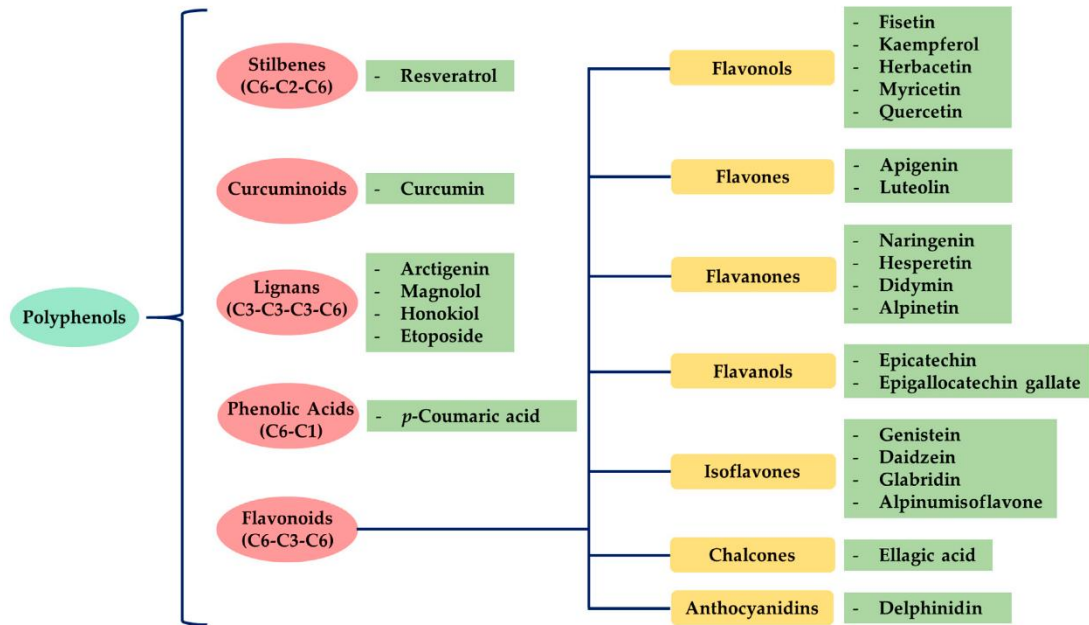 Polyphenols
Stilbenes
(C6-C2-C6)
- Resveratrol
Curcuminoids
- Curcumin
Lignans
(C3-C3-C3-C6)
- Arctigenin
- Magnolol
- Honokiol
- Etoposide
Phenolic Acids
(C6-C1)
- p-Coumaric acid
Flavonoids
(C6-C3-C6)
Flavonols
- Fisetin
- Kaempferol
- Herbacetin
- Myricetin
- Quercetin
Flavones
- Apigenin
- Luteolin
Flavanones
- Naringenin
- Hesperetin
- Didymin
- Alpinetin
Flavanols
- Epicatechin
- Epigallocatechin gallate
Isoflavones
- Genistein
- Daidzein
- Glabridin
- Alpinumisoflavone
Chalcones
- Ellagic acid
Anthocyanidins
- Delphinidin